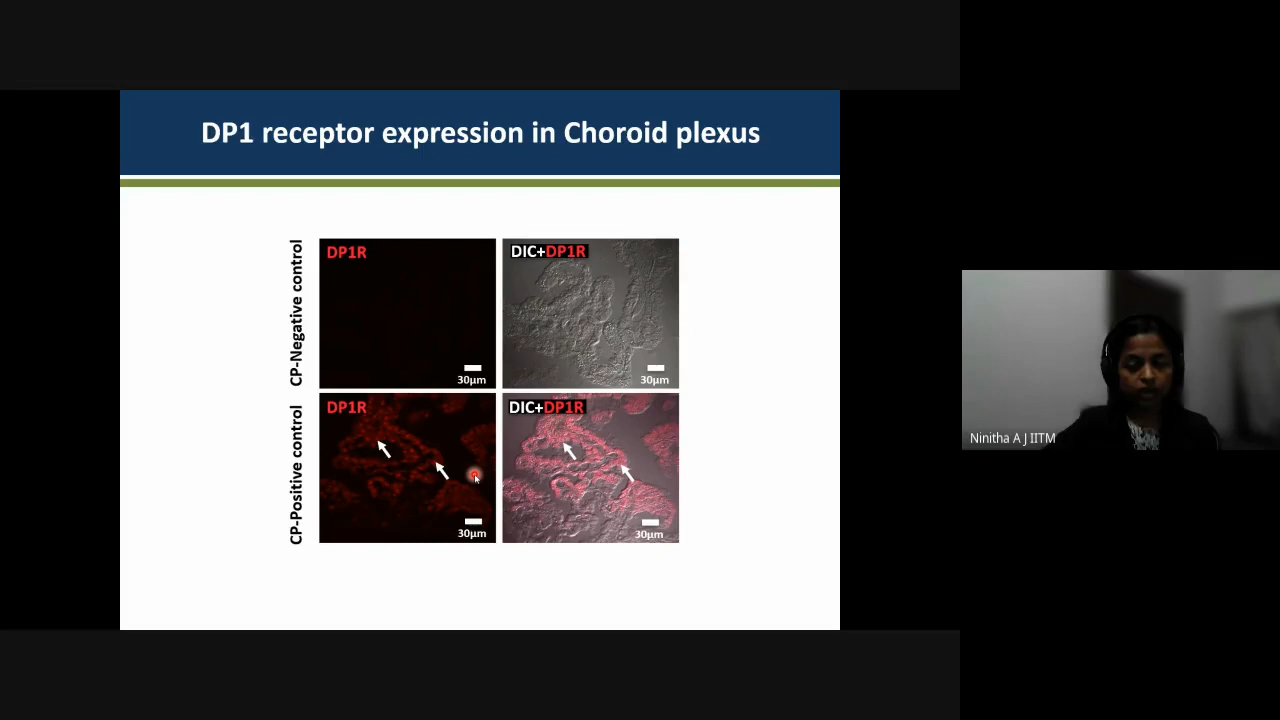 DP1 receptor expression in Choroid plexus
CP-Negative control
DP1R
30µm
DIC+DP1R
30µm
CP-Positive control
DP1R
30µm
DIC+DP1R
30µm
Ninitha A J IITM